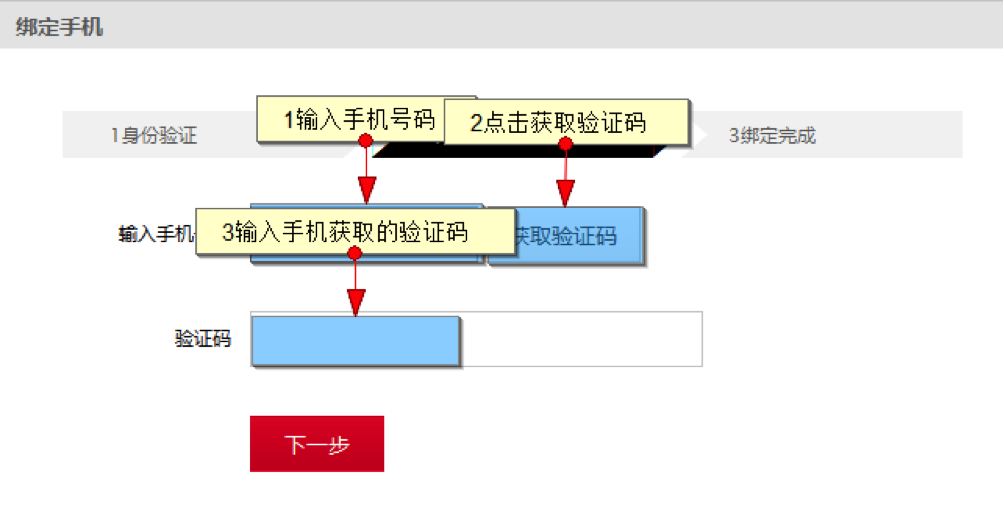 绑定手机
1身份验证
1输入手机号码
2点击获取验证码
3绑定完成
输入手机
3输入手机获取的验证码
获取验证码
验证码
下一步